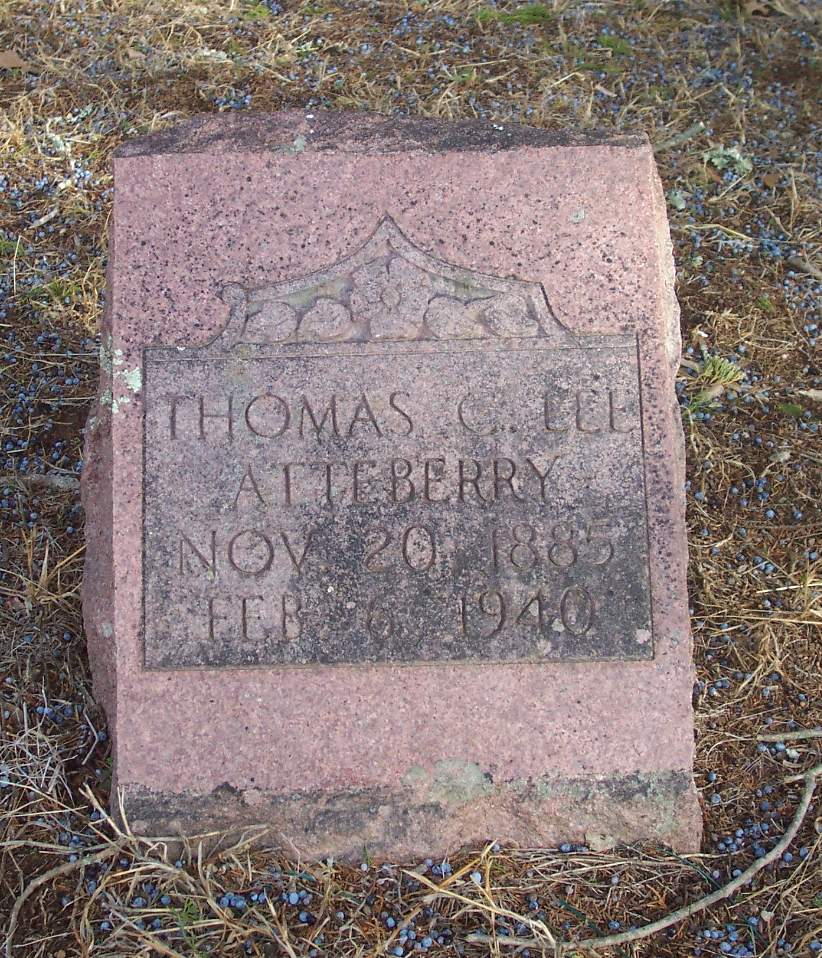 THOMAS C. LEE
ATTEBERRY
NOV. 20, 1885
FEB. 6, 1940